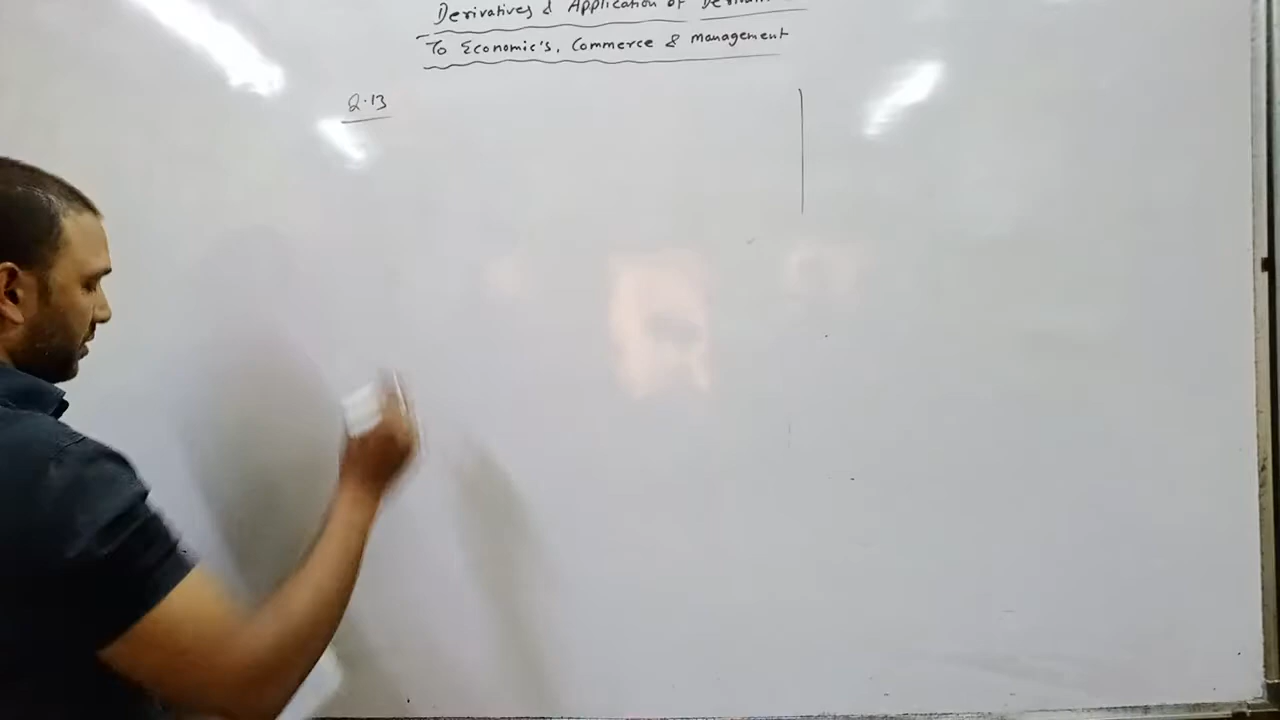 Derivatives & Application of
To Economic's, Commerce & management
Q.13